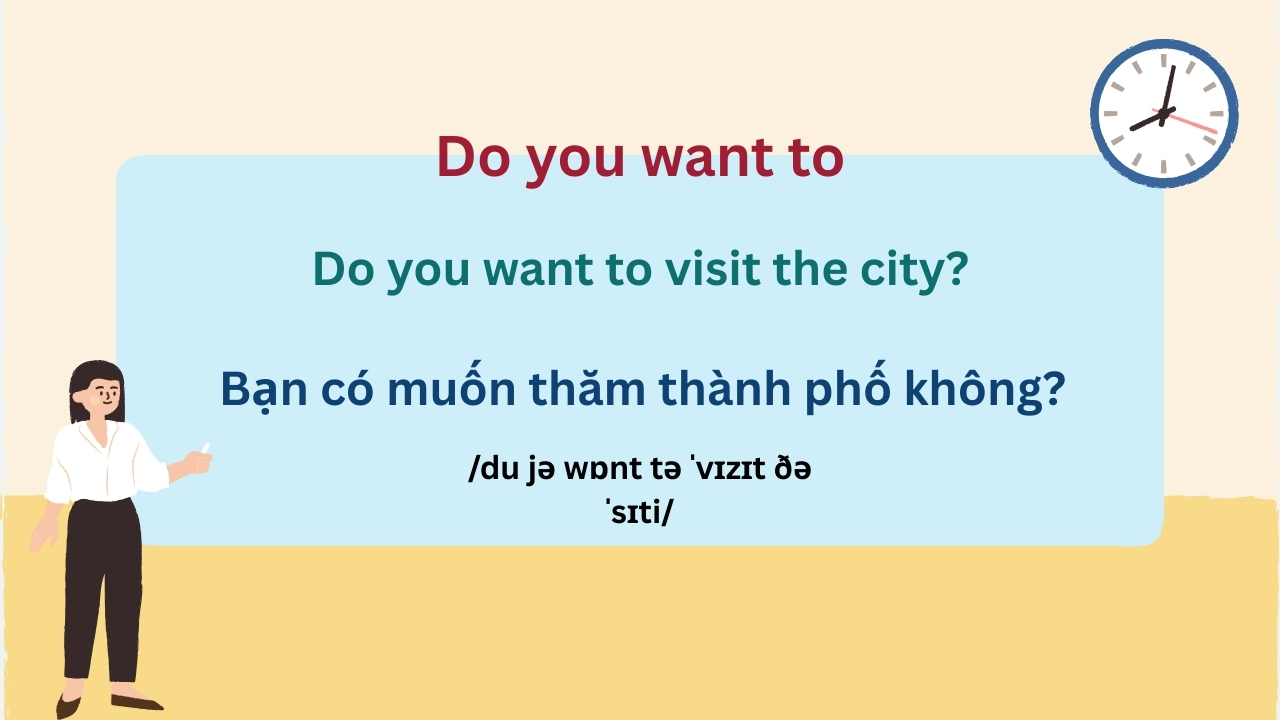 Do you want to
Do you want to visit the city?
Bạn có muốn thăm thành phố không?
/du jə wɒnt tə ˈvɪzɪt ðə
ˈsɪti/